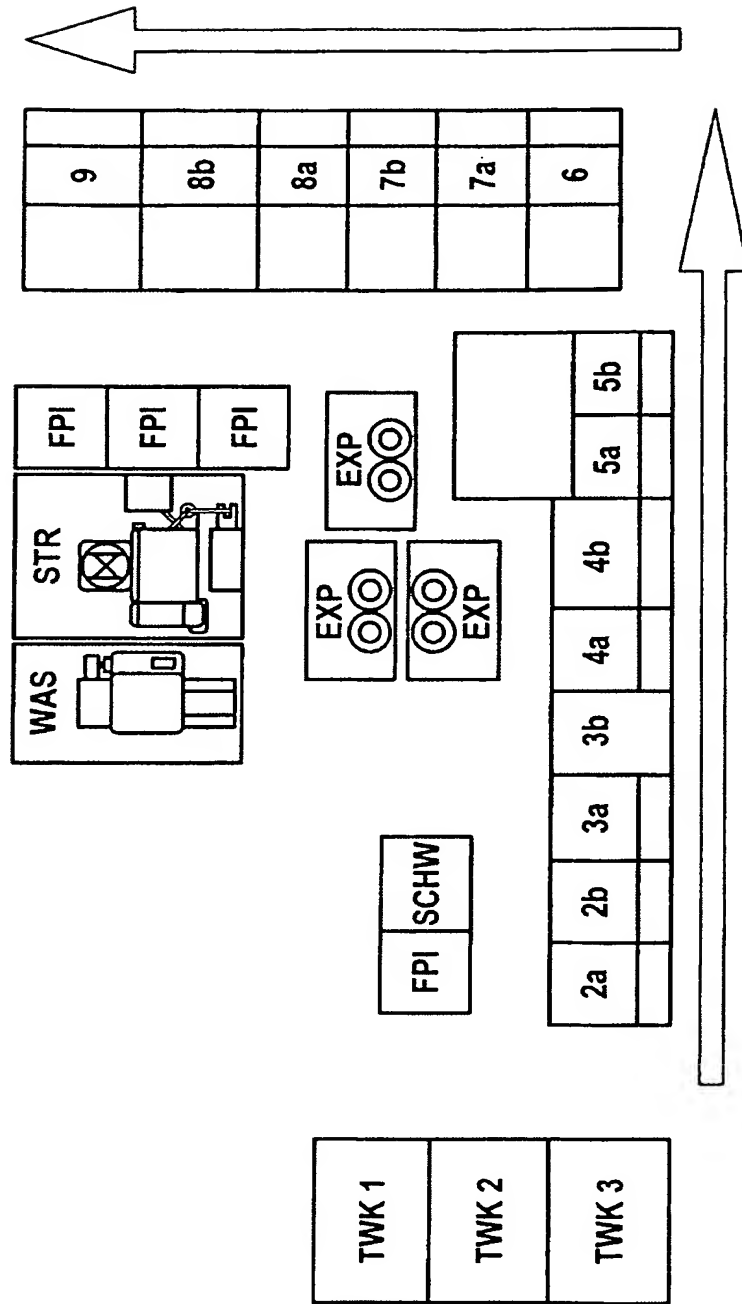 TWK 1
TWK 2
TWK 3
FPI
SCHW
WAS
STR
FPI
FPI
FPI
EXP
EXP
EXP
2a
2b
3a
3b
4a
4b
5a
5b
6
7a
7b
8a
8b
9